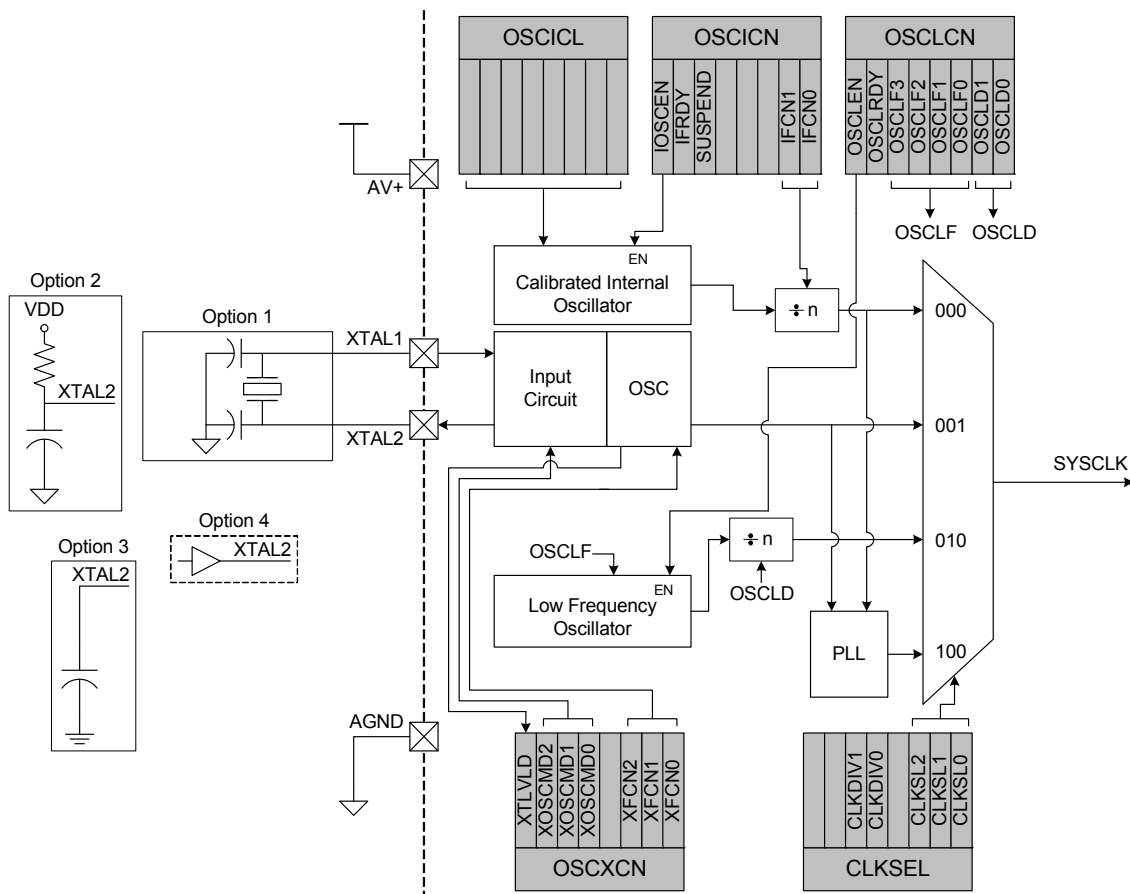 OSCICL
OSCICN
OSCLCN
IOSCEN
IFRDY
SUSPEND
IFCN1
IFCN0
OSCLEN
OSCLRDY
OSCLF3
OSCLF2
OSCLF1
OSCLF0
OSCLD1
OSCLD0
AV+
OSCLF
OSCLD
EN
Calibrated Internal
Oscillator
÷ n
000
Option 2
VDD
XTAL2
Option 1
XTAL1
XTAL2
Input
Circuit
OSC
001
SYSCLK
Option 4
XTAL2
Option 3
XTAL2
OSCLF
EN
Low Frequency
Oscillator
÷ n
OSCLD
010
PLL
100
AGND
XTLVLD
XOSCMD2
XOSCMD1
XOSCMD0
XFCN2
XFCN1
XFCN0
OSCXCN
CLKDIV1
CLKDIV0
CLKSL2
CLKSL1
CLKSL0
CLKSEL